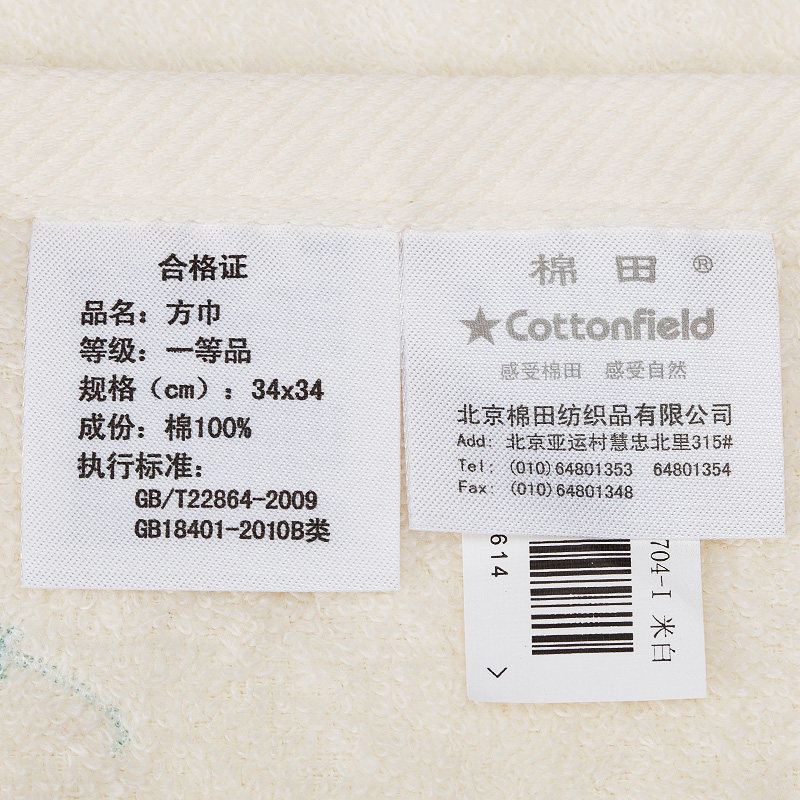 合格证
品名：方巾
等级：一等品
规格（cm）：34x34
成份：棉100%
执行标准：
GB/T22864-2009
GB18401-2010B类
棉田®
★Cottonfield
感受棉田 感受自然
北京棉田纺织品有限公司
Add: 北京亚运村慧忠北里315#
Tel: (010)64801353 64801354
Fax: (010)64801348
704-I 米白
614